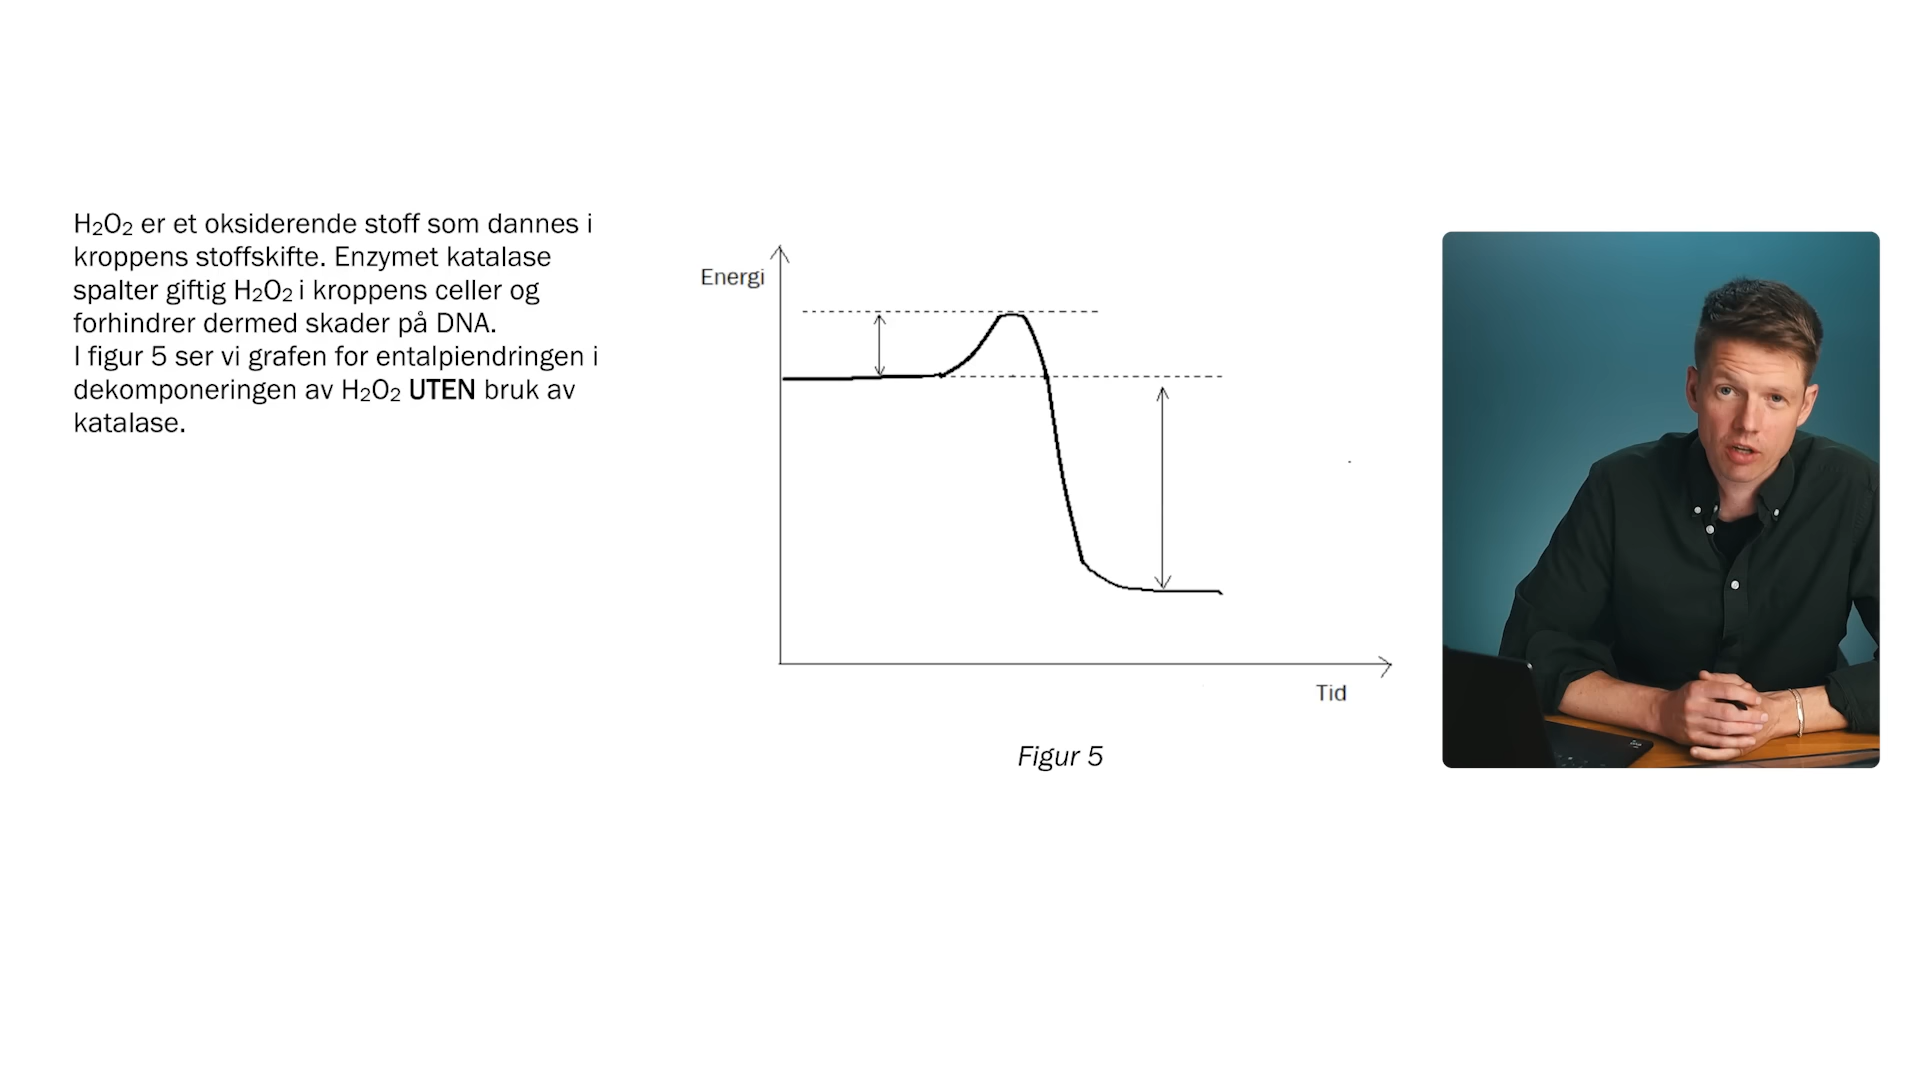 H₂O₂ er et oksiderende stoff som dannes i
kroppens stoffskifte. Enzymet katalase
spalter giftig H₂O₂ i kroppens celler og
forhindrer dermed skader på DNA.
I figur 5 ser vi grafen for entalpiendringen i
dekomponeringen av H₂O₂ UTEN bruk av
katalase.
Energi
Tid
Figur 5